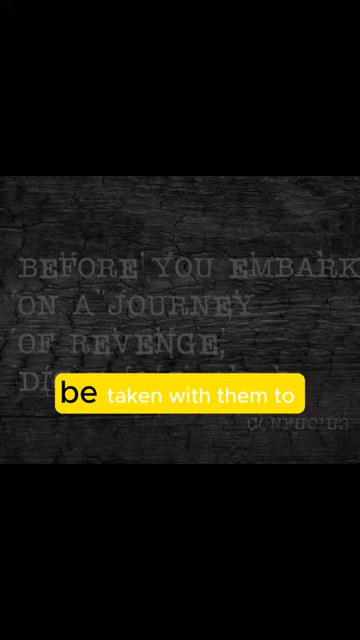 BEFORE YOU EMBARK
ON A JOURNEY
OF REVENGE,
be taken with them to
CONFUCIUS